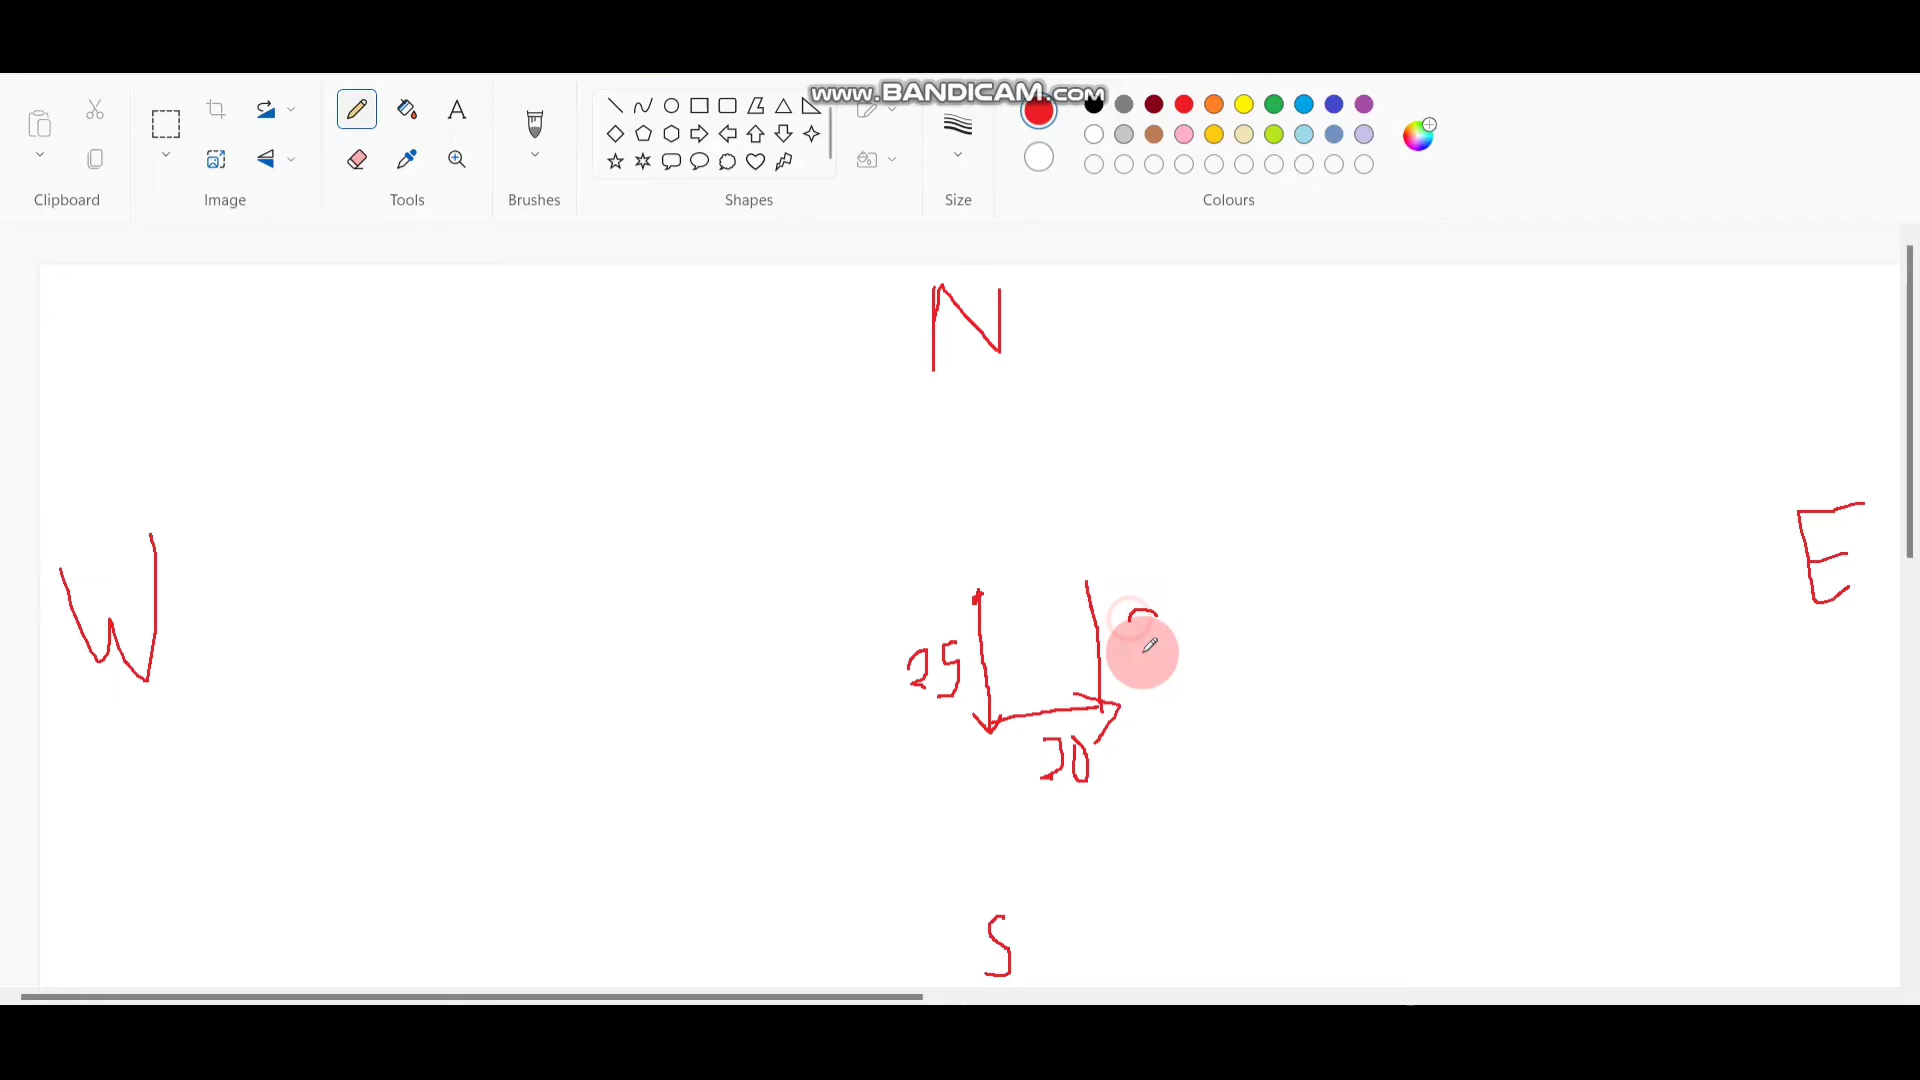 www.BANDICAM.com
Clipboard
Image
Tools
Brushes
Shapes
Size
Colours
A
N
W
E
25
20
S